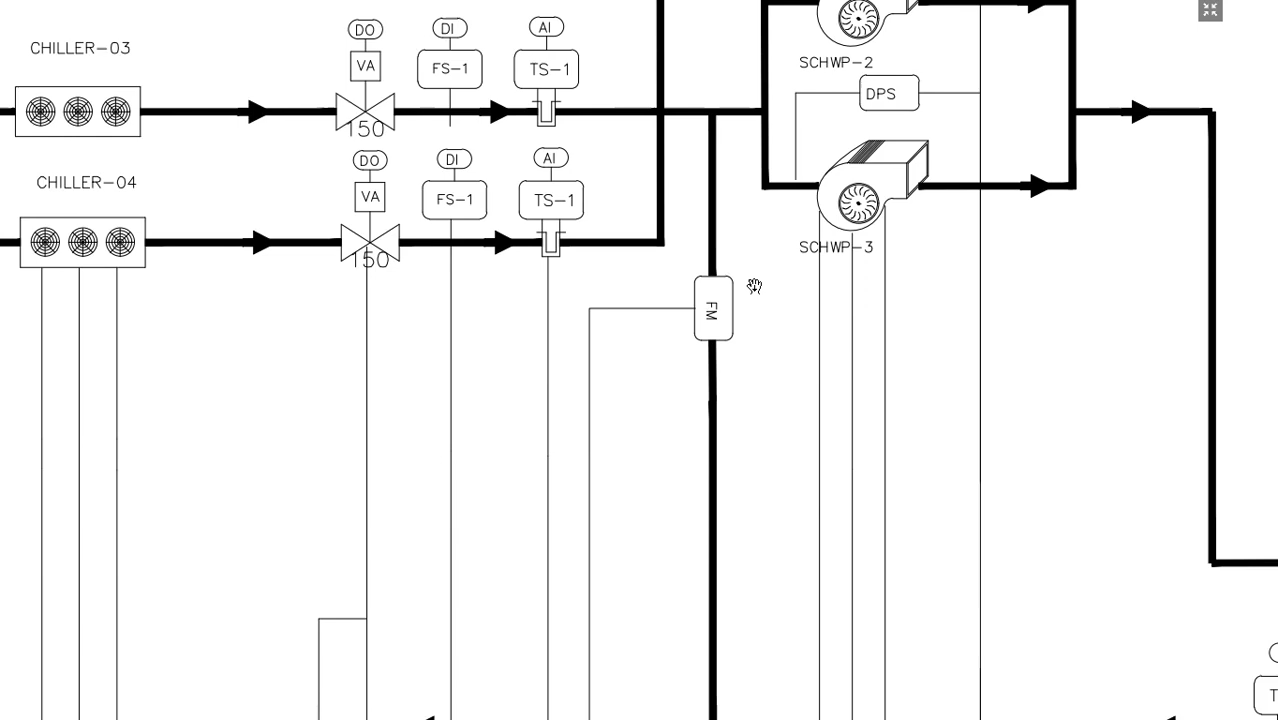 CHILLER-03
DO
VA
150
DI
FS-1
AI
TS-1
SCHWP-2
DPS
CHILLER-04
DO
VA
150
DI
FS-1
AI
TS-1
SCHWP-3
FM